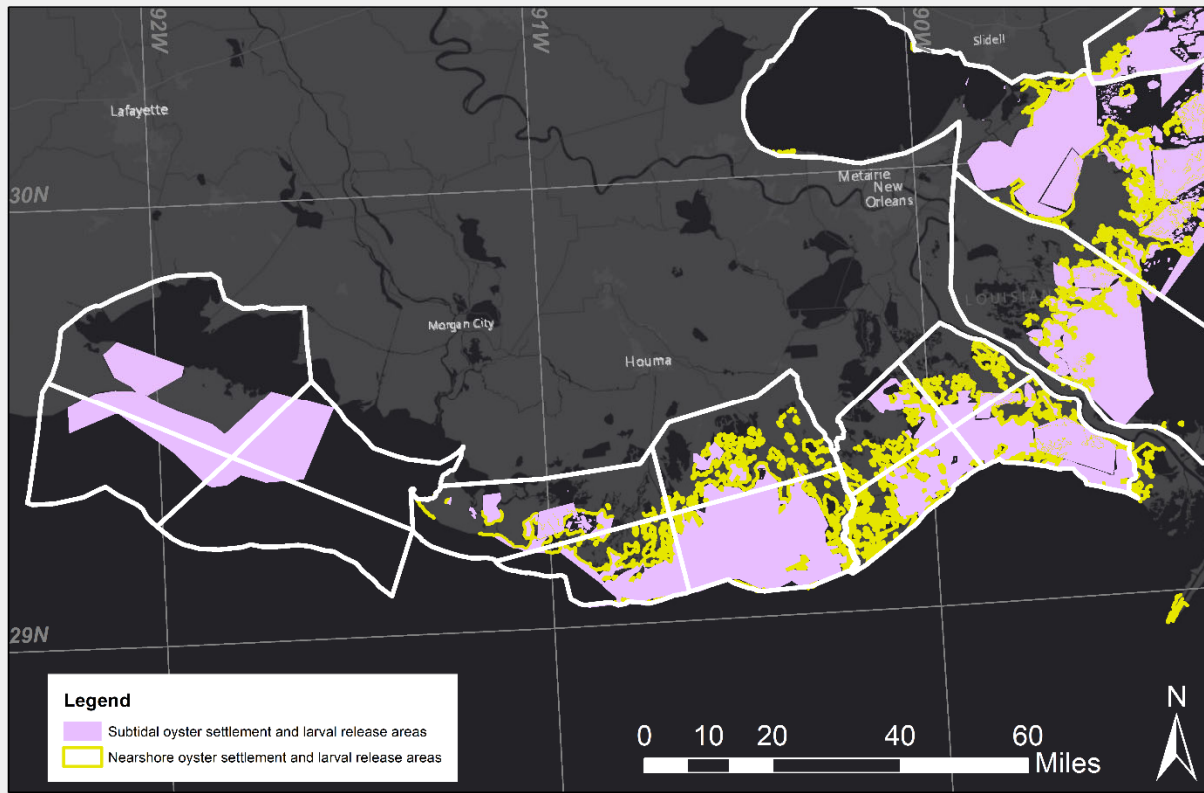 92W
91W
90W
Slidell
Lafayette
30N
Metairie
New
Orleans
LOUISIANA
Morgan City
Houma
29N
Legend
Subtidal oyster settlement and larval release areas
Nearshore oyster settlement and larval release areas
0 10 20 40 60
Miles
N